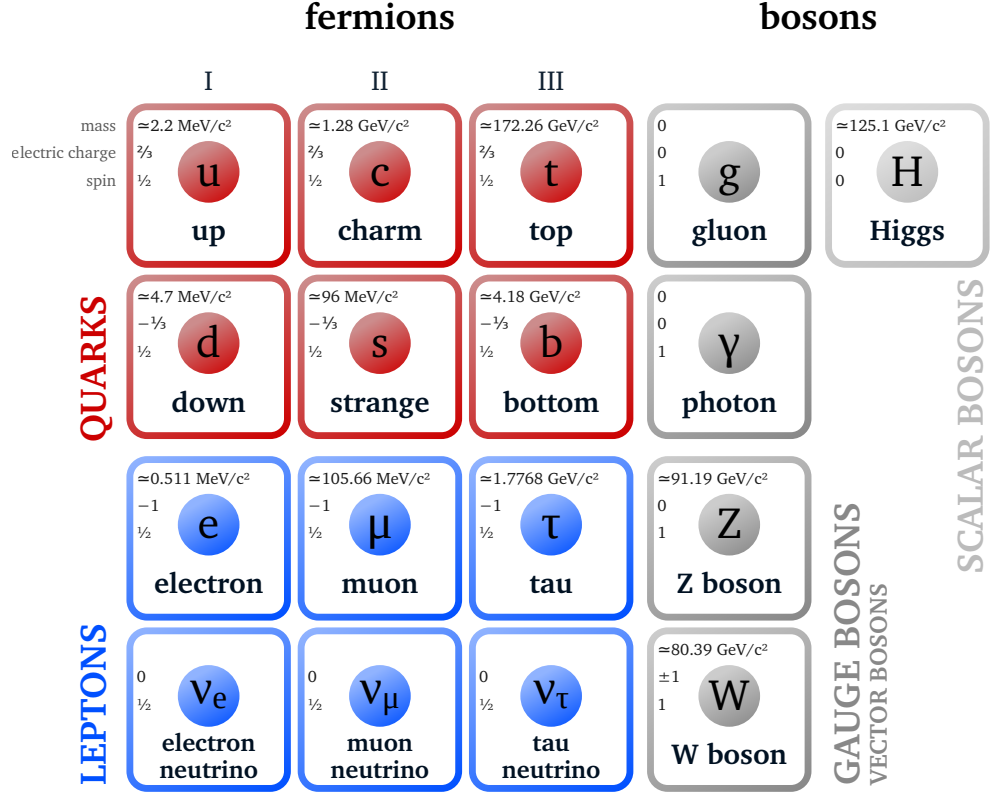 fermions
bosons
I
II
III
mass
electric charge
spin
≃2.2 MeV/c²
⅔
½
u
up
≃1.28 GeV/c²
⅔
½
c
charm
≃172.26 GeV/c²
⅔
½
t
top
0
0
1
g
gluon
≃125.1 GeV/c²
0
0
H
Higgs
QUARKS
≃4.7 MeV/c²
−⅓
½
d
down
≃96 MeV/c²
−⅓
½
s
strange
≃4.18 GeV/c²
−⅓
½
b
bottom
0
0
1
γ
photon
SCALAR BOSONS
≃0.511 MeV/c²
−1
½
e
electron
≃105.66 MeV/c²
−1
½
μ
muon
≃1.7768 GeV/c²
−1
½
τ
tau
≃91.19 GeV/c²
0
1
Z
Z boson
LEPTONS
0
½
νe
electron
neutrino
0
½
νμ
muon
neutrino
0
½
ντ
tau
neutrino
≃80.39 GeV/c²
±1
1
W
W boson
GAUGE BOSONS
VECTOR BOSONS